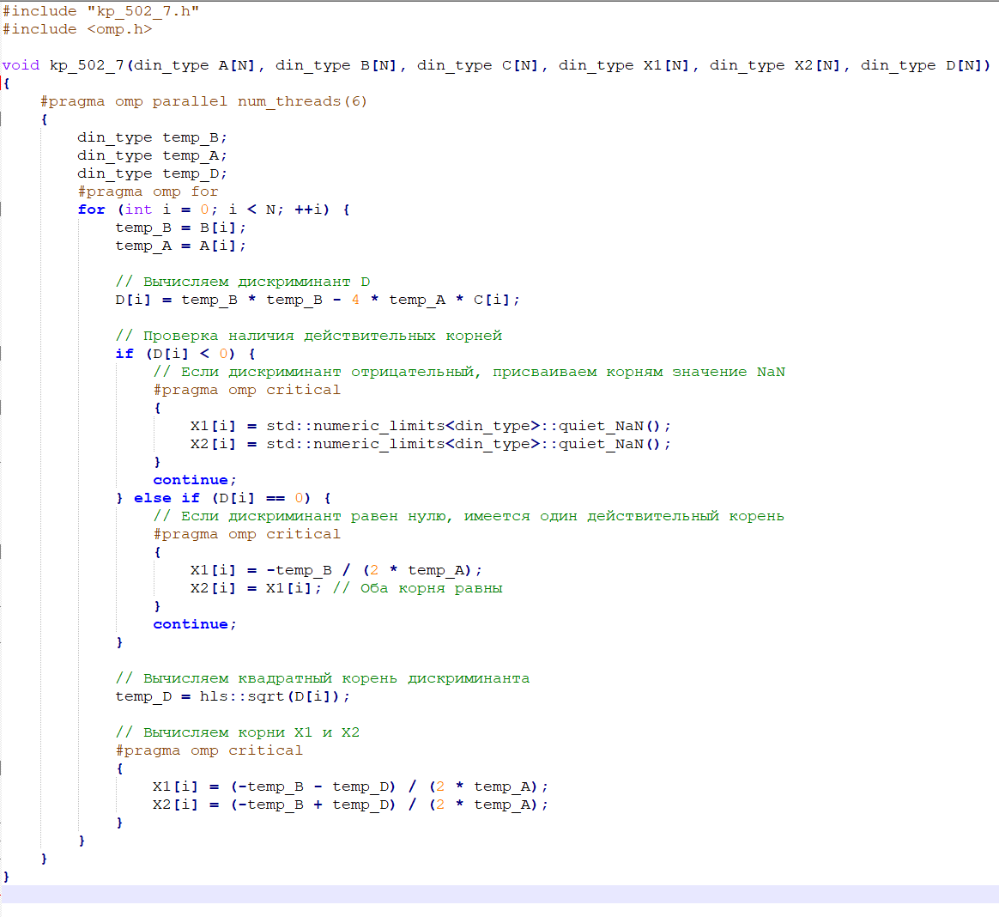 #include "kp_502_7.h"
#include <omp.h>
void kp_502_7(din_type A[N], din_type B[N], din_type C[N], din_type X1[N], din_type X2[N], din_type D[N])
{
#pragma omp parallel num_threads(6)
{
din_type temp_B;
din_type temp_A;
din_type temp_D;
#pragma omp for
for (int i = 0; i < N; ++i) {
temp_B = B[i];
temp_A = A[i];
// Вычисляем дискриминант D
D[i] = temp_B * temp_B - 4 * temp_A * C[i];
// Проверка наличия действительных корней
if (D[i] < 0) {
// Если дискриминант отрицательный, присваиваем корням значение NaN
#pragma omp critical
{
X1[i] = std::numeric_limits<din_type>::quiet_NaN();
X2[i] = std::numeric_limits<din_type>::quiet_NaN();
}
continue;
} else if (D[i] == 0) {
// Если дискриминант равен нулю, имеется один действительный корень
#pragma omp critical
{
X1[i] = -temp_B / (2 * temp_A);
X2[i] = X1[i]; // Оба корня равны
}
continue;
}
// Вычисляем квадратный корень дискриминанта
temp_D = hls::sqrt(D[i]);
// Вычисляем корни X1 и X2
#pragma omp critical
{
X1[i] = (-temp_B - temp_D) / (2 * temp_A);
X2[i] = (-temp_B + temp_D) / (2 * temp_A);
}
}
}
}